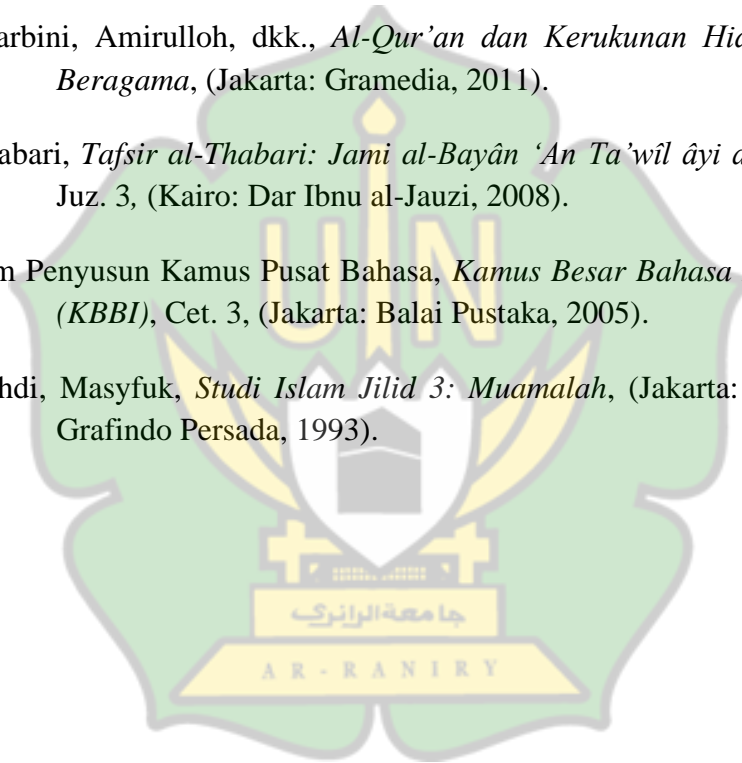 arbini, Amirulloh, dkk., Al-Qur’an dan Kerukunan Hid
Beragama, (Jakarta: Gramedia, 2011).
abari, Tafsir al-Thabari: Jami al-Bayân ‘An Ta’wîl âyi a
Juz. 3, (Kairo: Dar Ibnu al-Jauzi, 2008).
m Penyusun Kamus Pusat Bahasa, Kamus Besar Bahasa
(KBBI), Cet. 3, (Jakarta: Balai Pustaka, 2005).
hdi, Masyfuk, Studi Islam Jilid 3: Muamalah, (Jakarta:
Grafindo Persada, 1993).
UIN
جامعةالرانري
AR-RANIRY